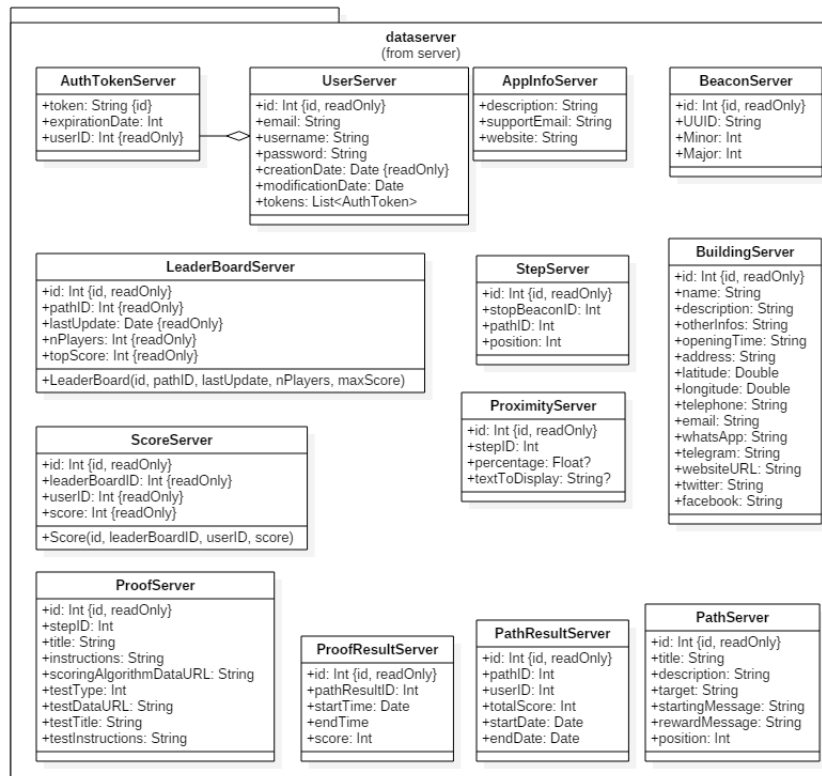 dataserver
(from server)
AuthTokenServer
+token: String {id}
+expirationDate: Int
+userID: Int {readOnly}
UserServer
+id: Int {id, readOnly}
+email: String
+username: String
+password: String
+creationDate: Date {readOnly}
+modificationDate: Date
+tokens: List<AuthToken>
AppInfoServer
+description: String
+supportEmail: String
+website: String
BeaconServer
+id: Int {id, readOnly}
+UUID: String
+Minor: Int
+Major: Int
LeaderBoardServer
+id: Int {id, readOnly}
+pathID: Int {readOnly}
+lastUpdate: Date {readOnly}
+nPlayers: Int {readOnly}
+topScore: Int {readOnly}
+LeaderBoard(id, pathID, lastUpdate, nPlayers, maxScore)
StepServer
+id: Int {id, readOnly}
+stopBeaconID: Int
+pathID: Int
+position: Int
BuildingServer
+id: Int {id, readOnly}
+name: String
+description: String
+otherInfos: String
+openingTime: String
+address: String
+latitude: Double
+longitude: Double
+telephone: String
+email: String
+whatsApp: String
+telegram: String
+websiteURL: String
+twitter: String
+facebook: String
ProximityServer
+id: Int {id, readOnly}
+stepID: Int
+percentage: Float?
+textToDisplay: String?
ScoreServer
+id: Int {id, readOnly}
+leaderBoardID: Int {readOnly}
+userID: Int {readOnly}
+score: Int {readOnly}
+Score(id, leaderBoardID, userID, score)
ProofServer
+id: Int {id, readOnly}
+stepID: Int
+title: String
+instructions: String
+scoringAlgorithmDataURL: String
+testType: Int
+testDataURL: String
+testTitle: String
+testInstructions: String
ProofResultServer
+id: Int {id, readOnly}
+pathResultID: Int
+startTime: Date
+endTime
+score: Int
PathResultServer
+id: Int {id, readOnly}
+pathID: Int
+userID: Int
+totalScore: Int
+startDate: Date
+endDate: Date
PathServer
+id: Int {id, readOnly}
+title: String
+description: String
+target: String
+startingMessage: String
+rewardMessage: String
+position: Int